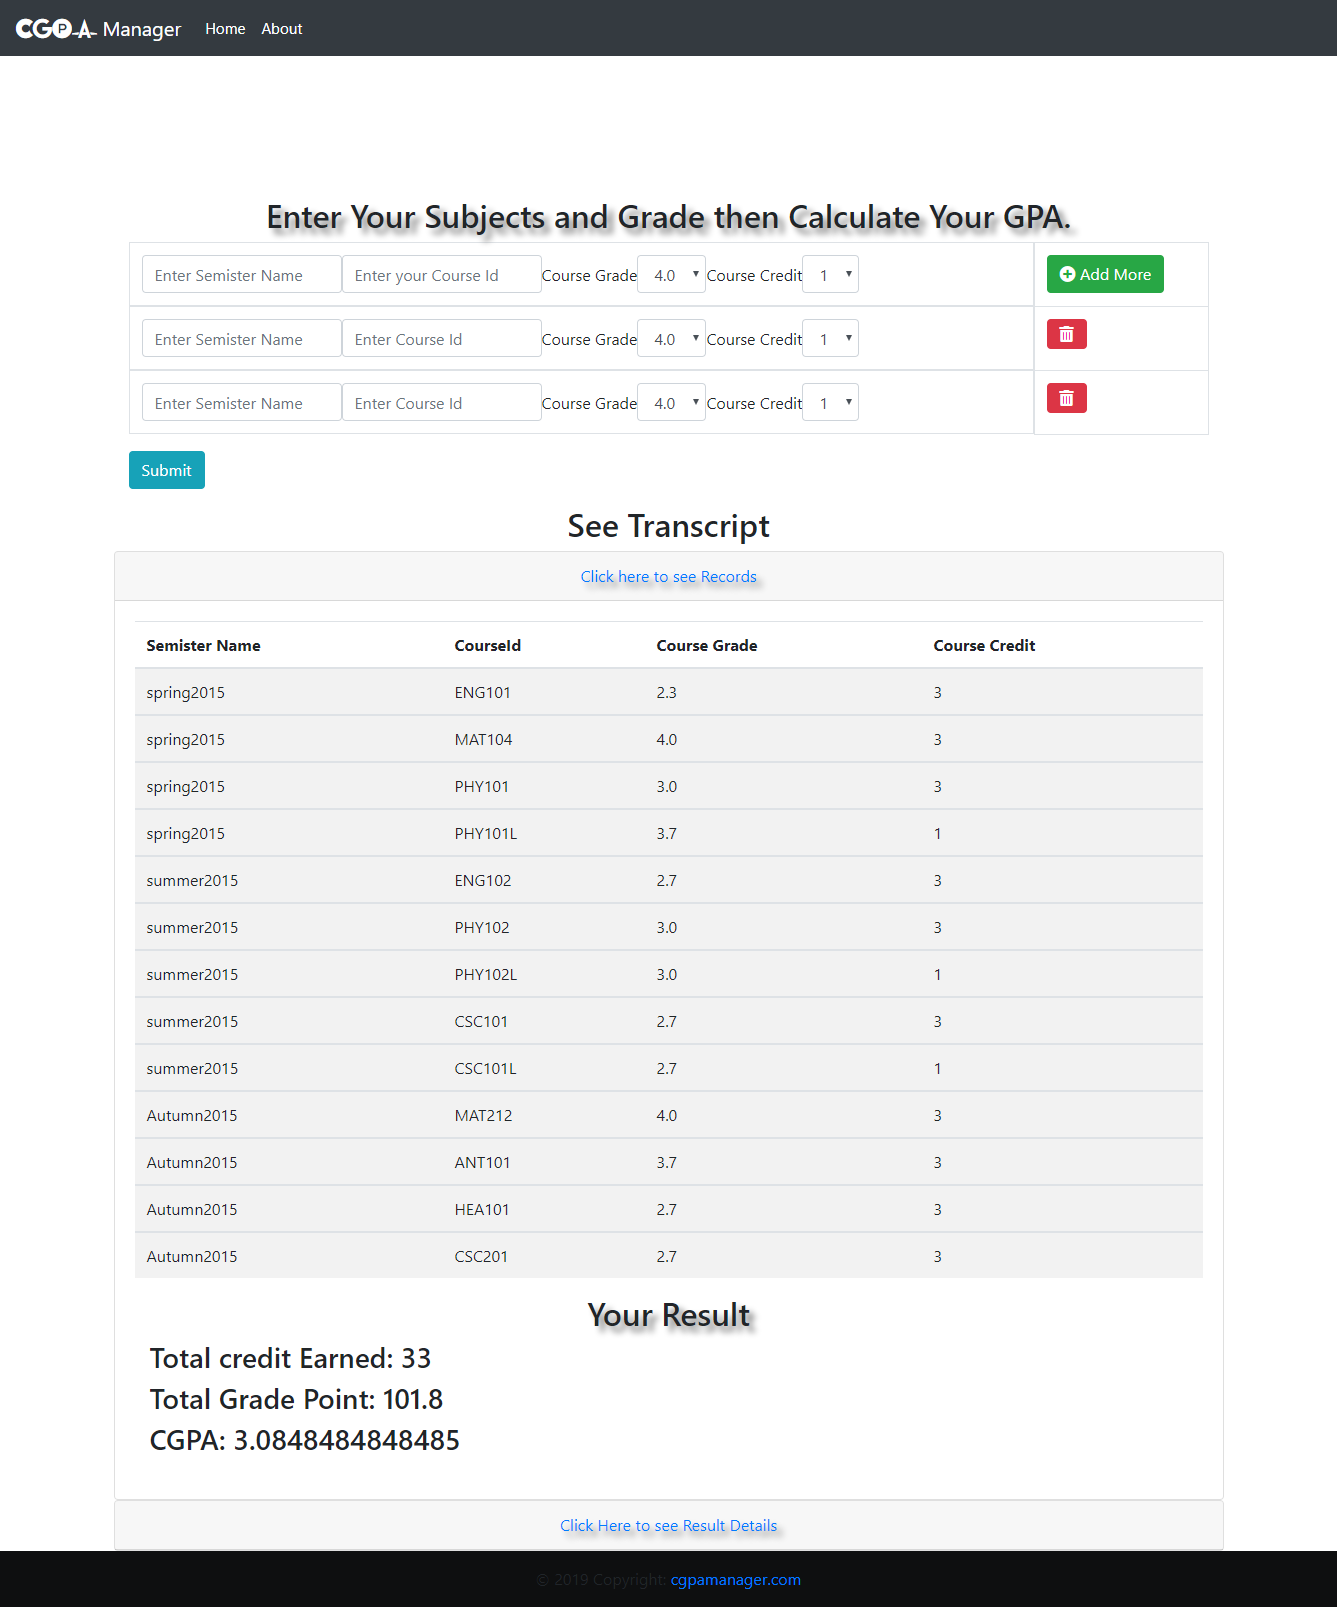 CGPA Manager Home About
Enter Your Subjects and Grade then Calculate Your GPA.
Enter Semister Name Enter your Course Id Course Grade 4.0 Course Credit 1 Add More
Enter Semister Name Enter Course Id Course Grade 4.0 Course Credit 1
Enter Semister Name Enter Course Id Course Grade 4.0 Course Credit 1
Submit
See Transcript
Click here to see Records
Semister Name CourseId Course Grade Course Credit
spring2015 ENG101 2.3 3
spring2015 MAT104 4.0 3
spring2015 PHY101 3.0 3
spring2015 PHY101L 3.7 1
summer2015 ENG102 2.7 3
summer2015 PHY102 3.0 3
summer2015 PHY102L 3.0 1
summer2015 CSC101 2.7 3
summer2015 CSC101L 2.7 1
Autumn2015 MAT212 4.0 3
Autumn2015 ANT101 3.7 3
Autumn2015 HEA101 2.7 3
Autumn2015 CSC201 2.7 3
Your Result
Total credit Earned: 33
Total Grade Point: 101.8
CGPA: 3.0848484848485
Click Here to see Result Details
© 2019 Copyright: cgpamanager.com